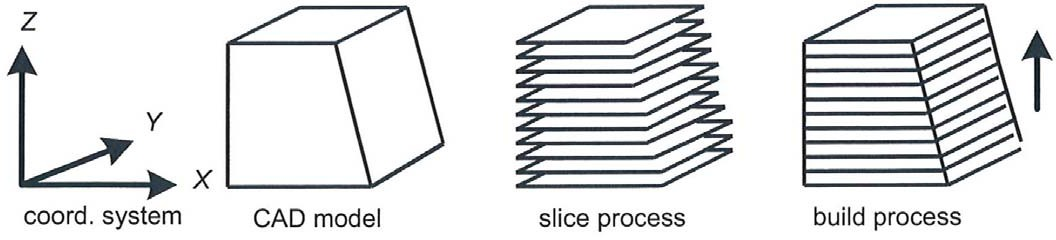 Z
Y
X
coord. system
CAD model
slice process
build process